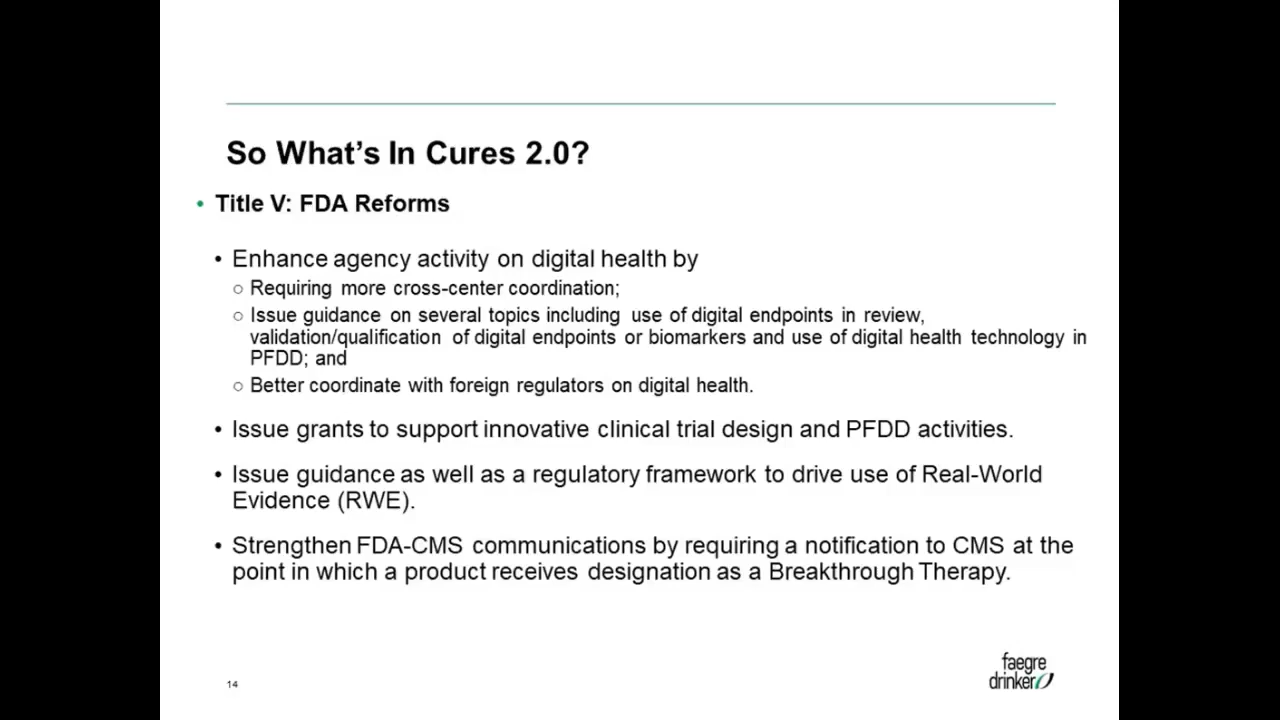 So What's In Cures 2.0?
• Title V: FDA Reforms
• Enhance agency activity on digital health by
○ Requiring more cross-center coordination;
○ Issue guidance on several topics including use of digital endpoints in review,
validation/qualification of digital endpoints or biomarkers and use of digital health technology in
PFDD; and
○ Better coordinate with foreign regulators on digital health.
• Issue grants to support innovative clinical trial design and PFDD activities.
• Issue guidance as well as a regulatory framework to drive use of Real-World
Evidence (RWE).
• Strengthen FDA-CMS communications by requiring a notification to CMS at the
point in which a product receives designation as a Breakthrough Therapy.
14
faegre
drinker